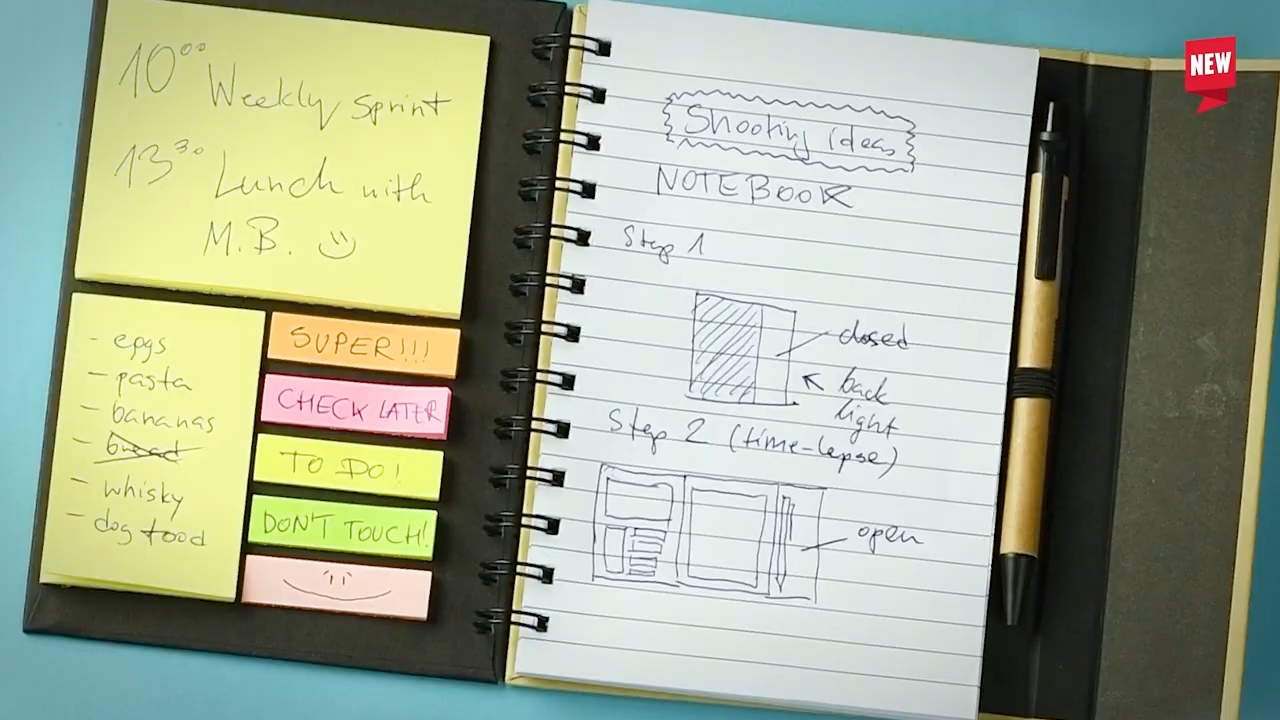 10⁰⁰ Weekly sprint
13³⁰ Lunch with
M.B.
- eggs
- pasta
- bananas
- bread
- whisky
- dog food
SUPER!!!
CHECK LATER
TO DO!
DON'T TOUCH!
Shooting ideas
NOTEBOOK
Step 1
closed
back
light
Step 2 (time-lapse)
open
NEW